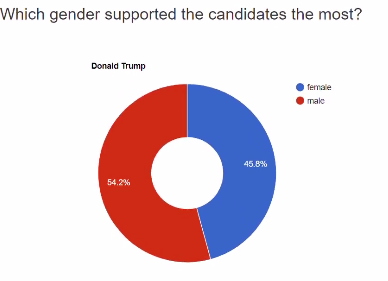 Which gender supported the candidates the most?
Donald Trump
female
male
45.8%
54.2%